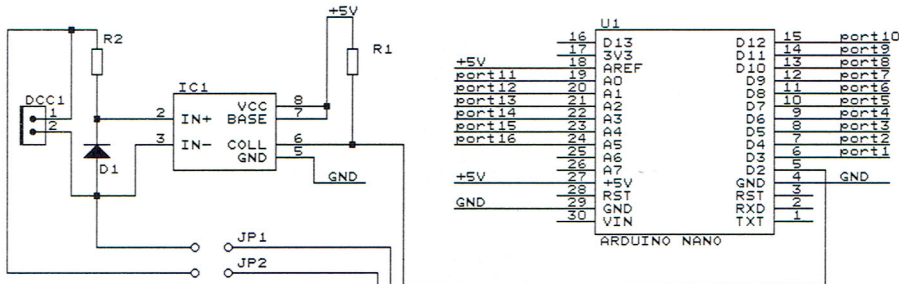 +5V
R2
R1
DCC1
1
2
IC1
2 IN+
3 IN-
VCC 8
BASE 7
COLL 6
GND 5
D1
GND
JP1
JP2
U1
16 D13
17 3V3
+5V 18 AREF
port11 19 A0
port12 20 A1
port13 21 A2
port14 22 A3
port15 23 A4
port16 24 A5
25 A6
26 A7
+5V 27 +5V
28 RST
GND 29 GND
30 VIN
D12 15 port10
D11 14 port9
D10 13 port8
D9 12 port7
D8 11 port6
D7 10 port5
D6 9 port4
D5 8 port3
D4 7 port2
D3 6 port1
D2 5
GND 4 GND
RST 3
RXD 2
TXT 1
ARDUINO NANO